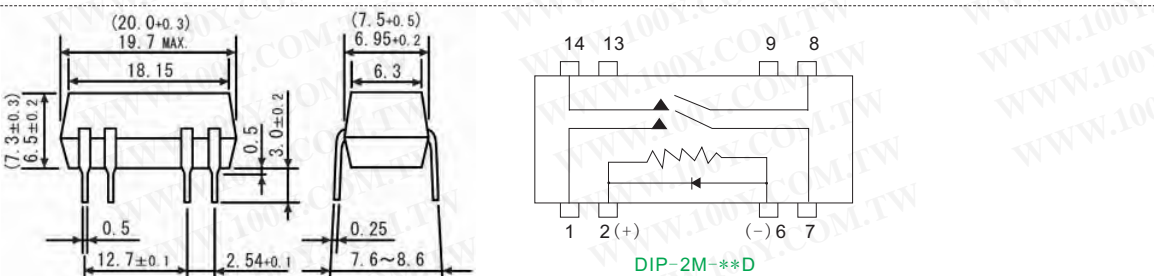 (20.0+0.3)
19.7 MAX.
18.15
(7.3±0.3)
6.5±0.2
0.5
3.0±0.2
0.5
12.7±0.1
2.54+0.1
(7.5+0.5)
6.95+0.2
6.3
0.25
7.6~8.6
14 13 9 8
1 2(+) (-)6 7
DIP-2M-**D
WWW.100Y.COM.TW